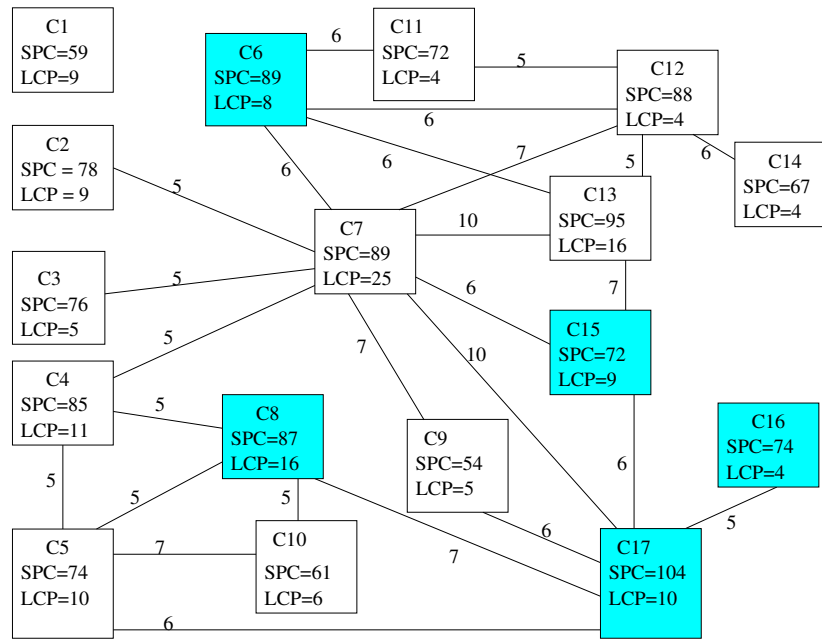 C1
SPC=59
LCP=9
C6
SPC=89
LCP=8
6
C11
SPC=72
LCP=4
5
C12
SPC=88
LCP=4
6
C2
SPC = 78
LCP = 9
5
6
6
7
5
6
C14
SPC=67
LCP=4
C7
SPC=89
LCP=25
10
C13
SPC=95
LCP=16
C3
SPC=76
LCP=5
5
6
7
5
7
10
C15
SPC=72
LCP=9
C4
SPC=85
LCP=11
5
C8
SPC=87
LCP=16
C9
SPC=54
LCP=5
C16
SPC=74
LCP=4
6
5
5
5
5
6
7
C5
SPC=74
LCP=10
7
C10
SPC=61
LCP=6
C17
SPC=104
LCP=10
6